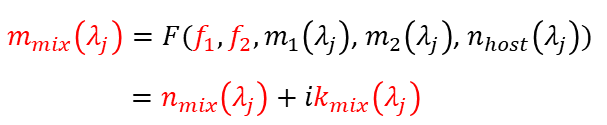 m_mix(λ_j) = F(f_1, f_2, m_1(λ_j), m_2(λ_j), n_host(λ_j))
= n_mix(λ_j) + ik_mix(λ_j)